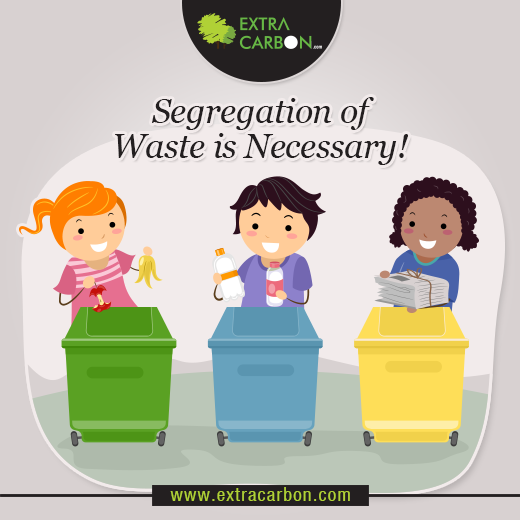 EXTRA
CARBON.com
Segregation of
Waste is Necessary!
www.extracarbon.com